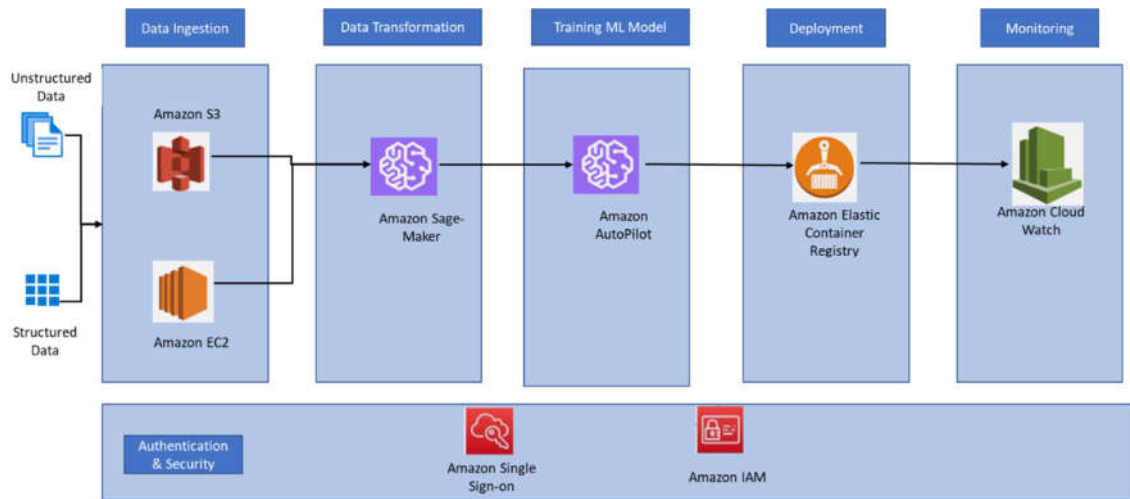 Data Ingestion
Data Transformation
Training ML Model
Deployment
Monitoring
Unstructured
Data
Structured
Data
Amazon S3
Amazon EC2
Amazon Sage-
Maker
Amazon
AutoPilot
Amazon Elastic
Container
Registry
Amazon Cloud
Watch
Authentication
& Security
Amazon Single
Sign-on
Amazon IAM